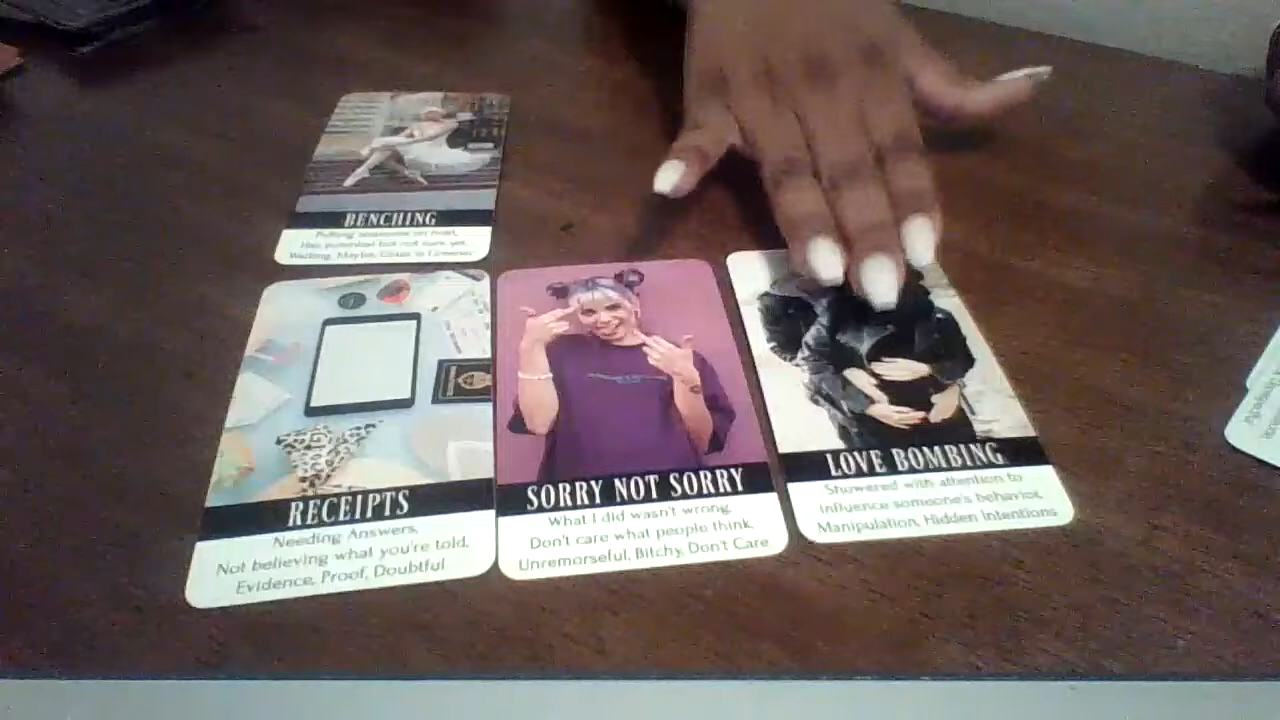 BENCHING
Putting someone on hold,
Has potential but not sure yet,
Waiting, Maybe,
RECEIPTS
Needing Answers,
Not believing what you're told,
Evidence, Proof, Doubtful
SORRY NOT SORRY
What I did wasn't wrong,
Don't care what people think,
Unremorseful, Bitchy, Don't Care
LOVE BOMBING
Showered with attention to
influence someone's behavior,
Manipulation, Hidden Intentions